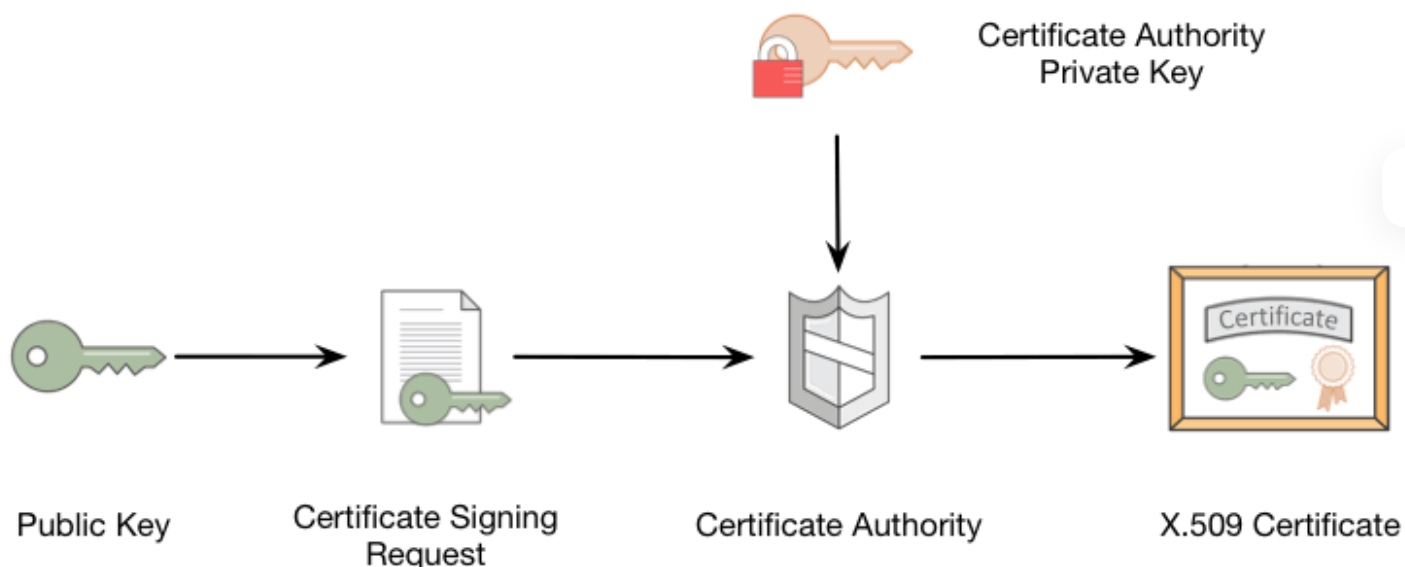 Certificate Authority
Private Key
Certificate
Public Key
Certificate Signing
Request
Certificate Authority
X.509 Certificate